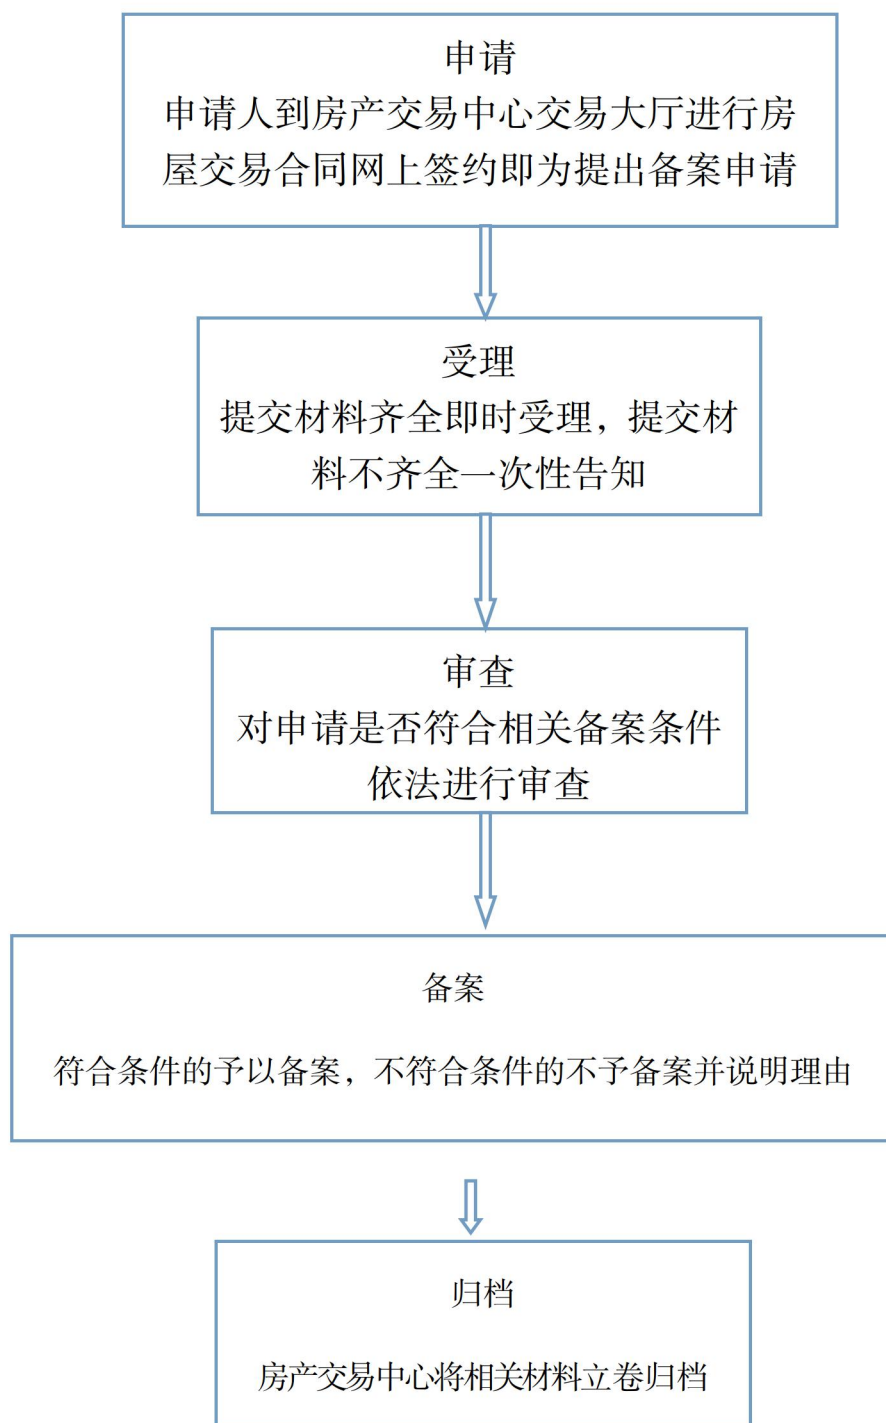 申请
申请人到房产交易中心交易大厅进行房
屋交易合同网上签约即为提出备案申请
受理
提交材料齐全即时受理，提交材
料不齐全一次性告知
审查
对申请是否符合相关备案条件
依法进行审查
备案
符合条件的予以备案，不符合条件的不予备案并说明理由
归档
房产交易中心将相关材料立卷归档